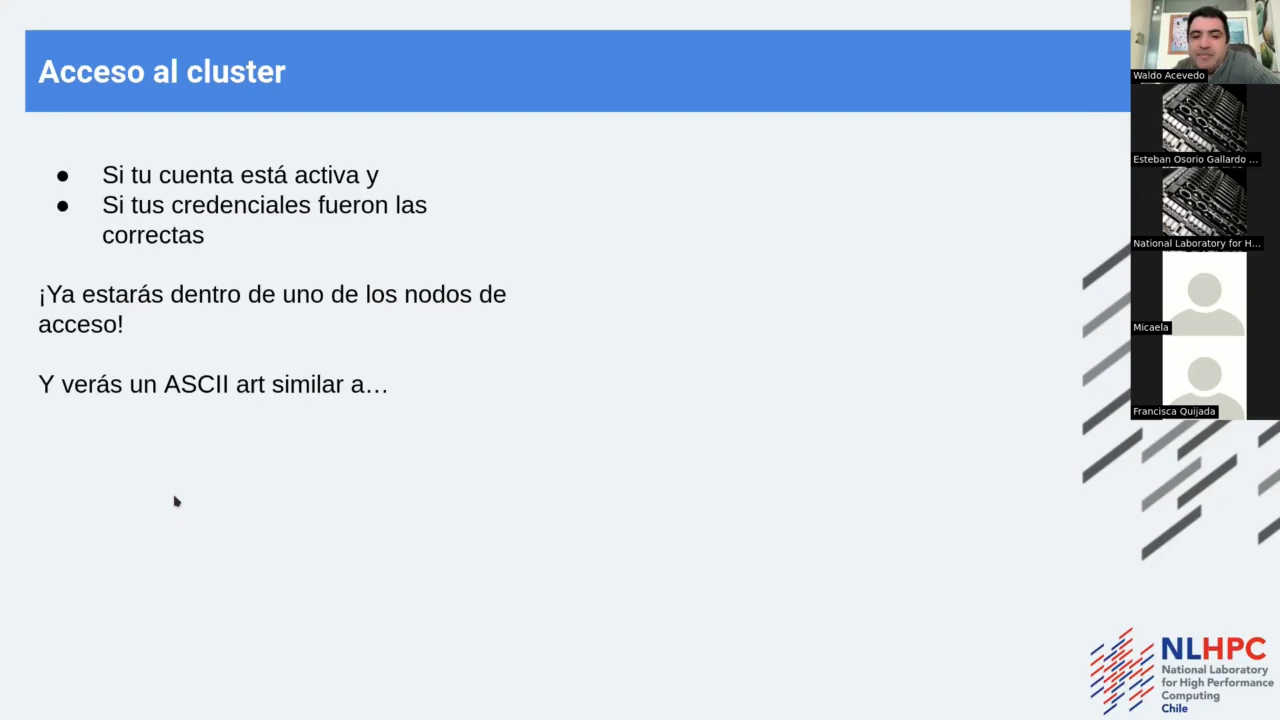 Acceso al cluster
● Si tu cuenta está activa y
● Si tus credenciales fueron las
correctas
¡Ya estarás dentro de uno de los nodos de
acceso!
Y verás un ASCII art similar a…
Waldo Acevedo
Esteban Osorio Gallardo ...
National Laboratory for H...
Micaela
Francisca Quijada
NLHPC
National Laboratory
for High Performance
Computing
Chile